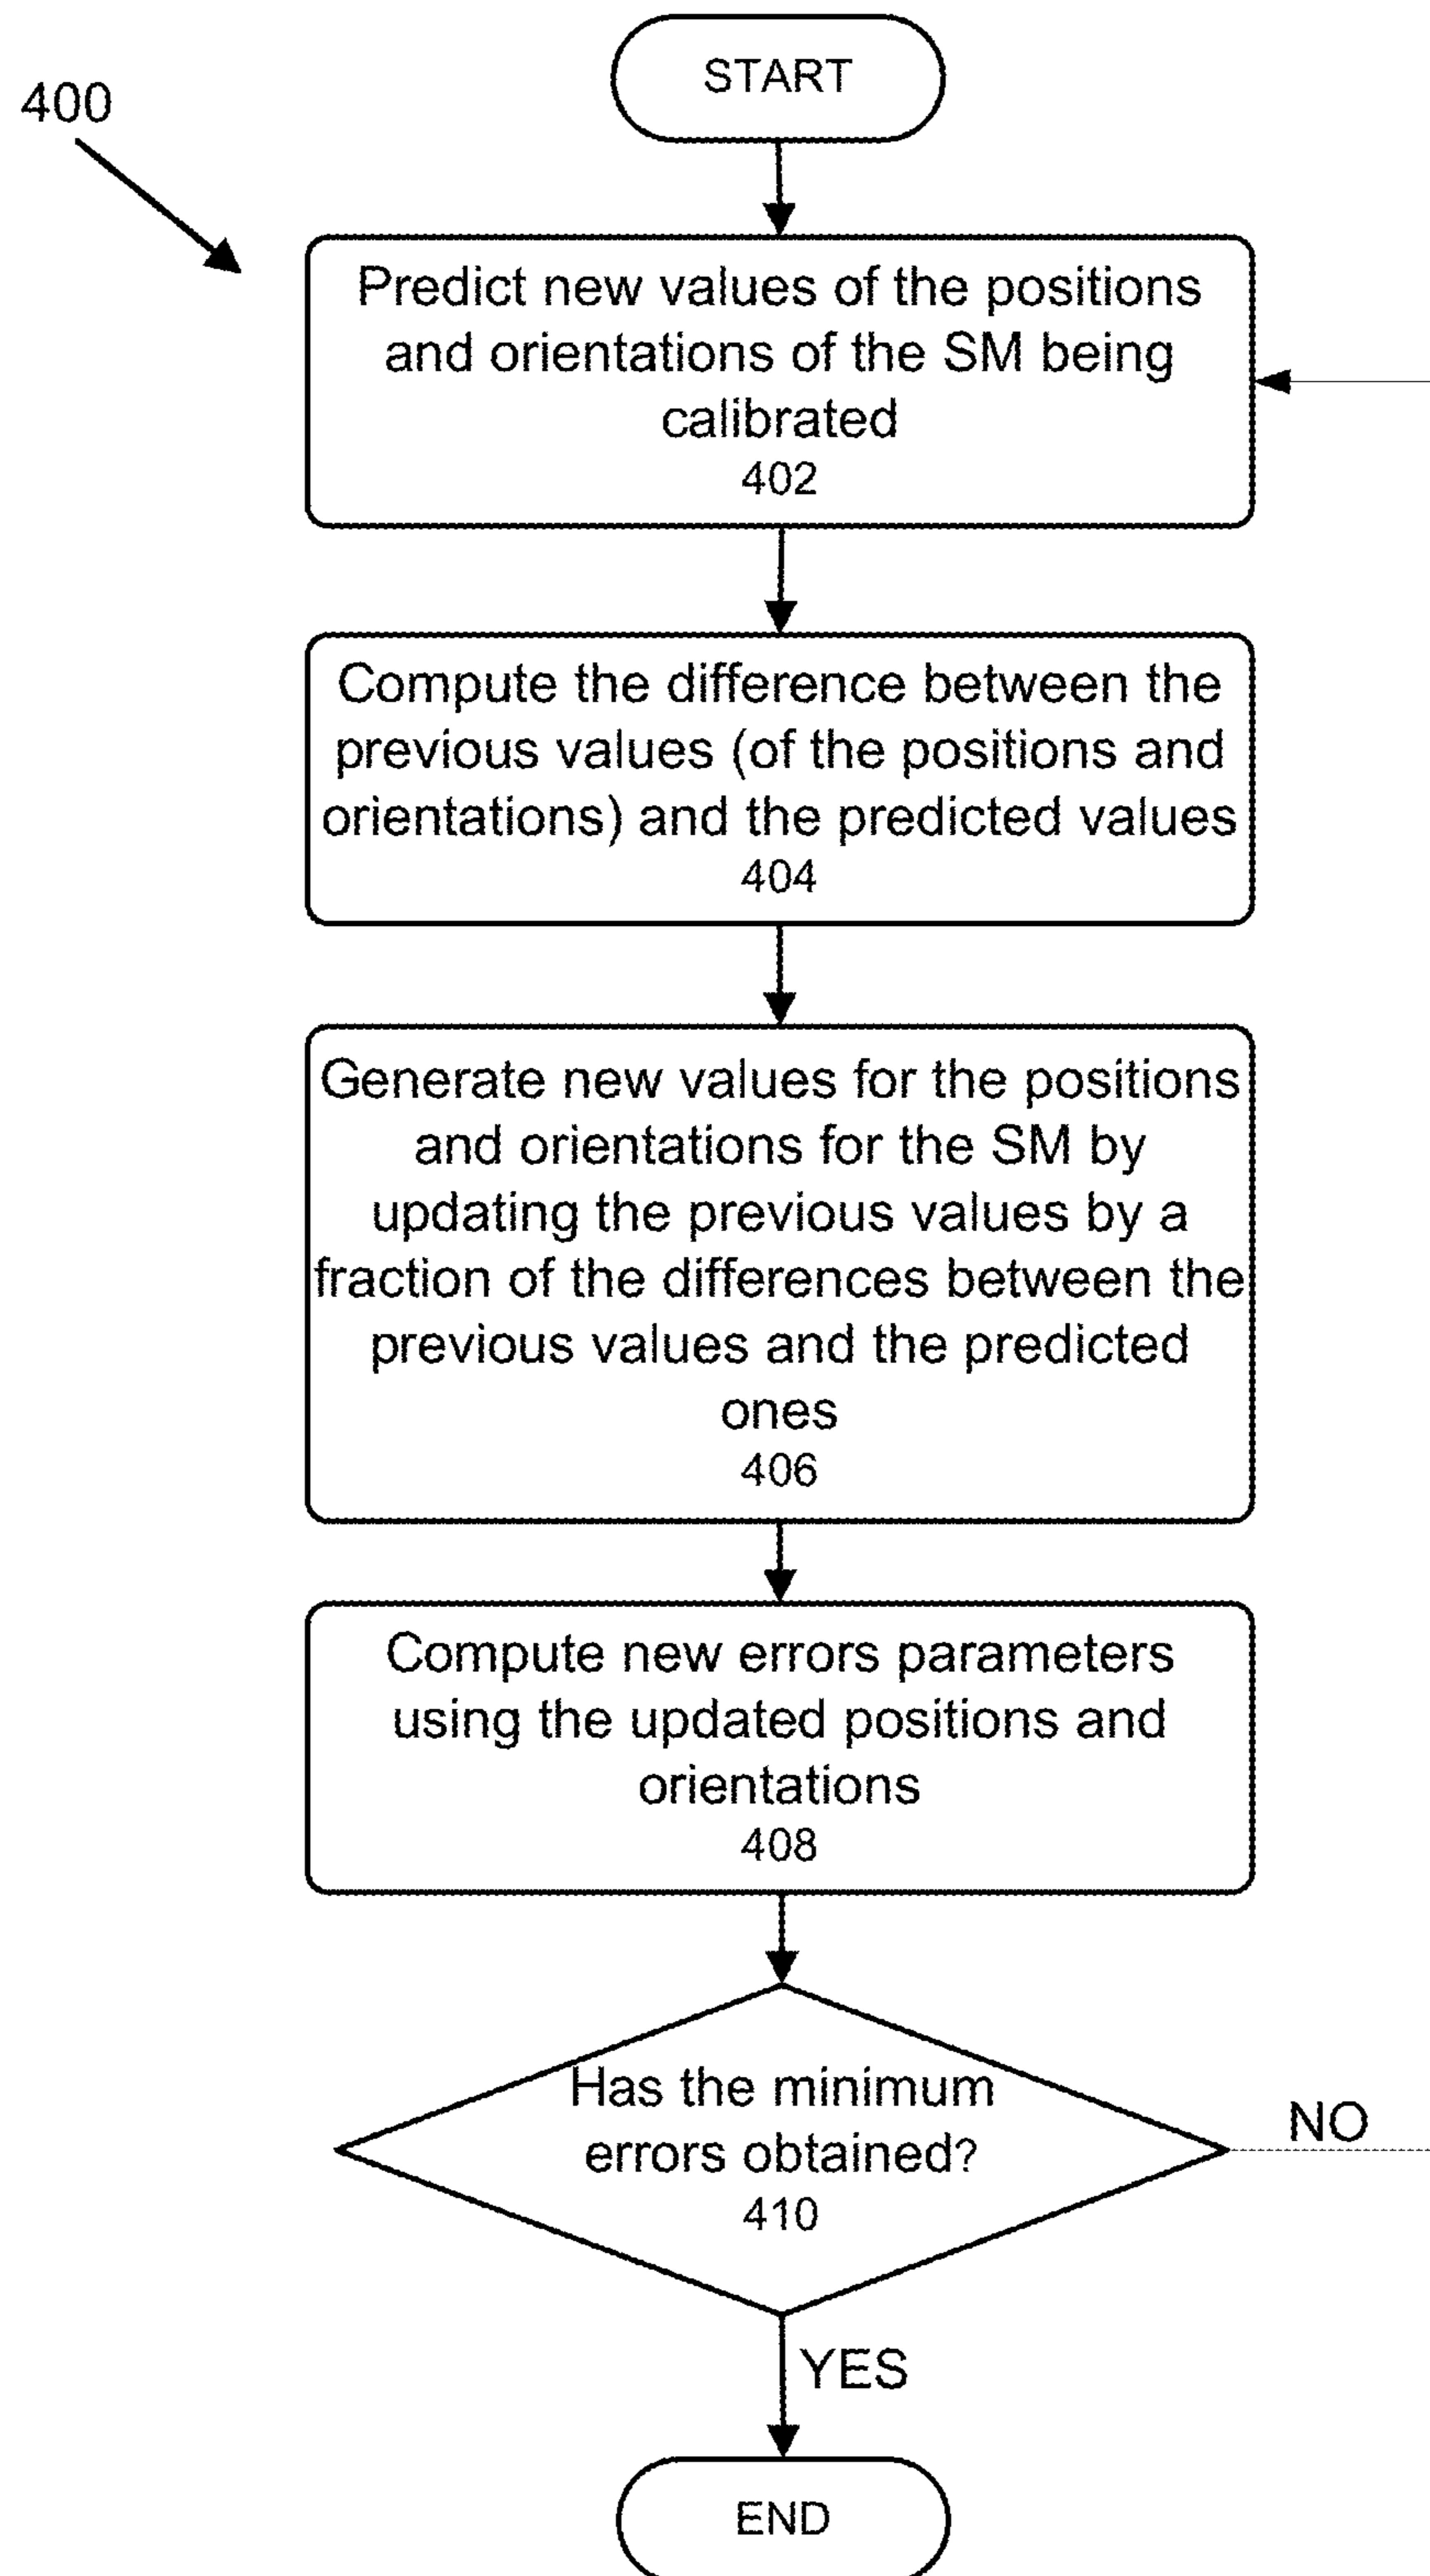 START
400
Predict new values of the positions
and orientations of the SM being
calibrated
402
Compute the difference between the
previous values (of the positions and
orientations) and the predicted values
404
Generate new values for the positions
and orientations for the SM by
updating the previous values by a
fraction of the differences between the
previous values and the predicted
ones
406
Compute new errors parameters
using the updated positions and
orientations
408
Has the minimum
errors obtained?
410
NO
YES
END